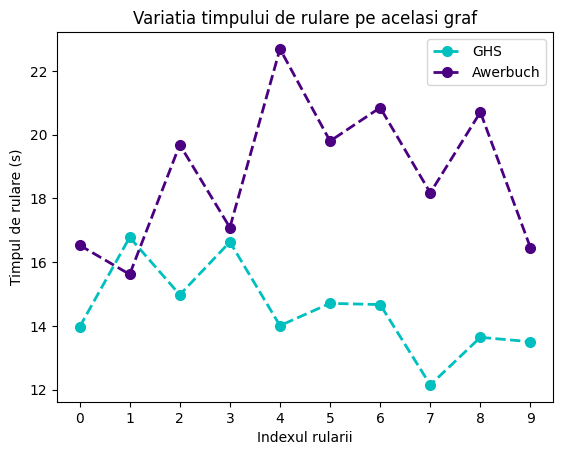 Variatia timpului de rulare pe acelasi graf
GHS
Awerbuch
Timpul de rulare (s)
22
20
18
16
14
12
0 1 2 3 4 5 6 7 8 9
Indexul rularii